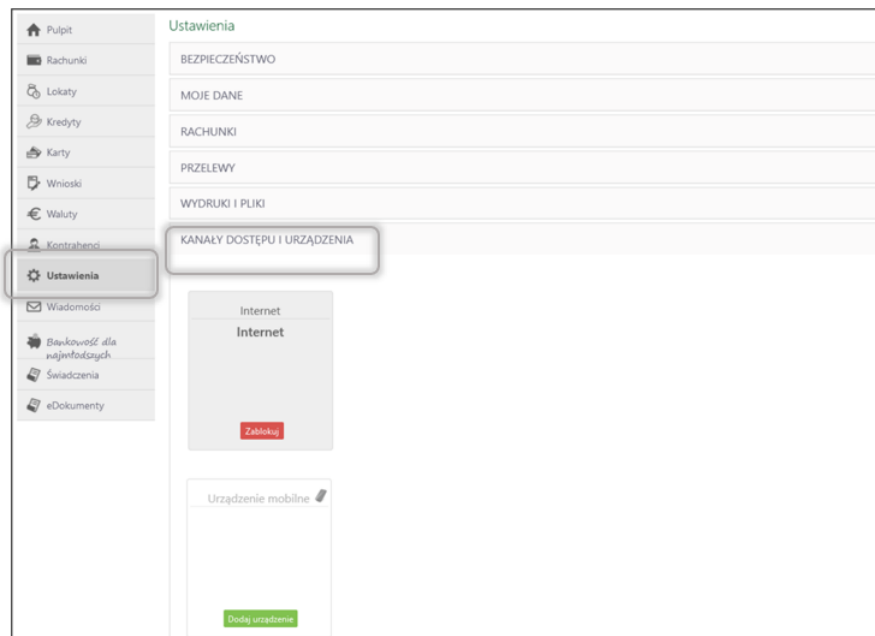 Pulpit
Rachunki
Lokaty
Kredyty
Karty
Wnioski
Waluty
Kontrahenci
Ustawienia
Wiadomości
Bankowość dla
najmłodszych
Świadczenia
eDokumenty
Ustawienia
BEZPIECZEŃSTWO
MOJE DANE
RACHUNKI
PRZELEWY
WYDRUKI I PLIKI
KANAŁY DOSTĘPU I URZĄDZENIA
Internet
Internet
Zablokuj
Urządzenie mobilne
Dodaj urządzenie